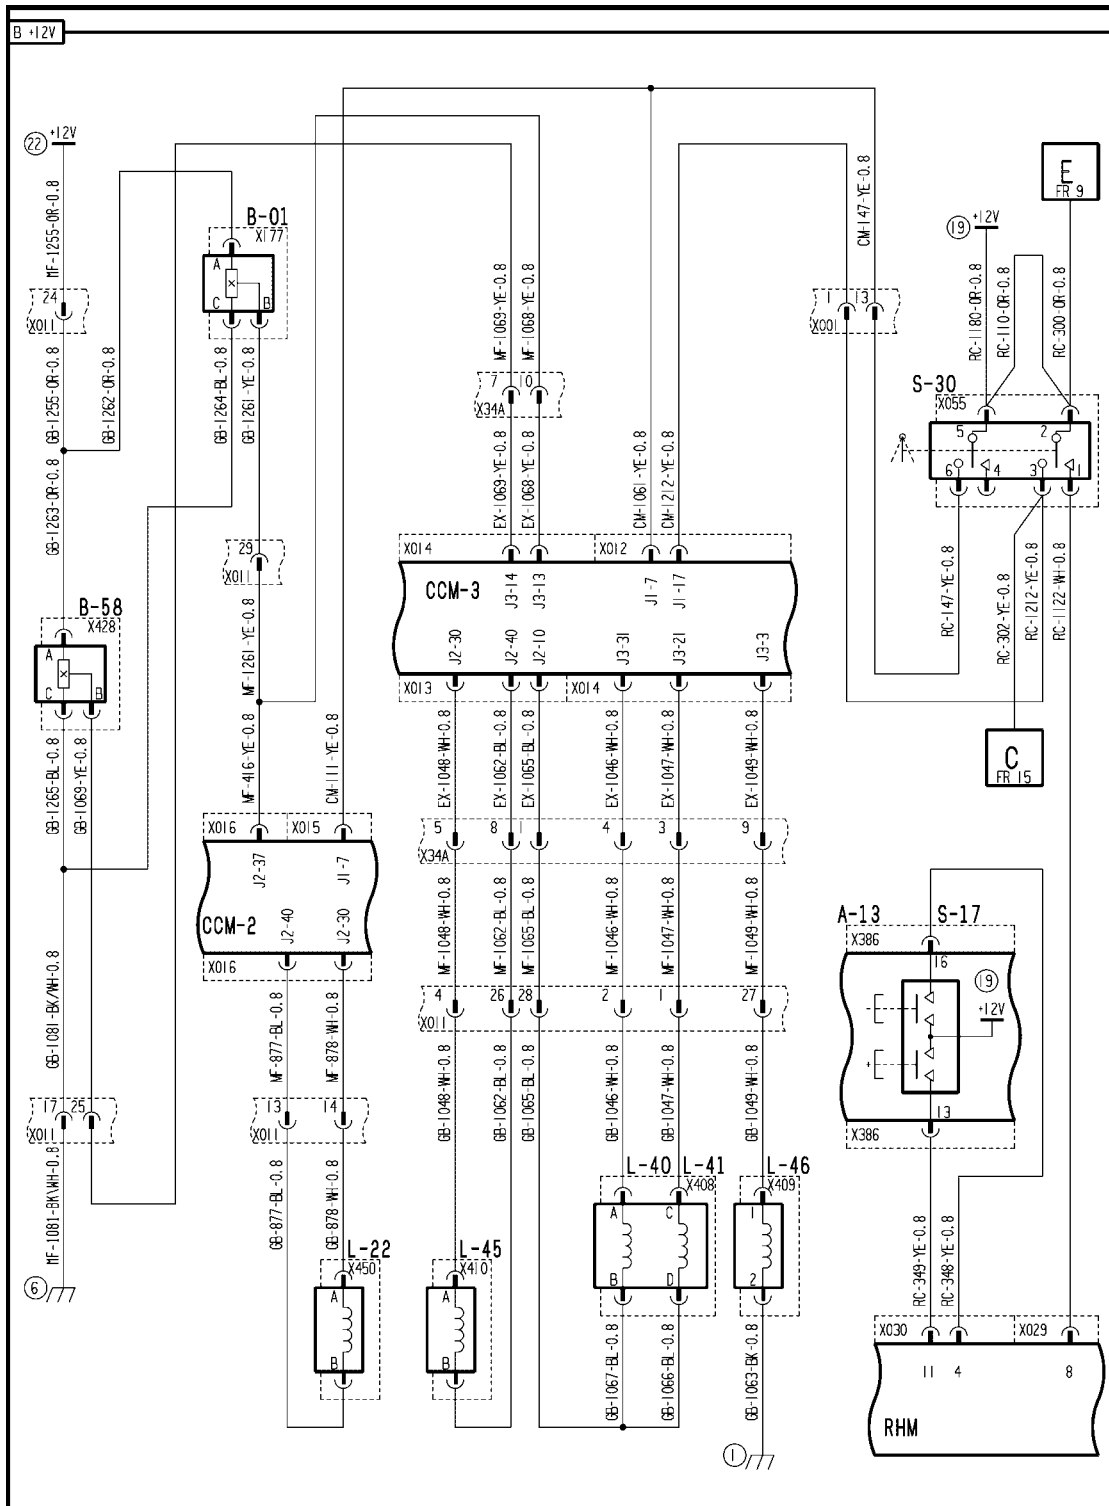 B +12V
22
+12V
MF-1255-OR-0.8
24
X011
GB-1255-OR-0.8
GB-1262-OR-0.8
GB-1263-OR-0.8
B-01
X177
A
C
B
GB-1264-BL-0.8
GB-1261-YE-0.8
29
X011
MF-1261-YE-0.8
MF-416-YE-0.8
CM-111-YE-0.8
B-58
X428
A
C
B
GB-1265-BL-0.8
GB-1069-YE-0.8
GB-1081-BK/WH-0.8
17
25
X011
MF-1081-BK\WH-0.8
6
X016
X015
J2-37
J1-7
CCM-2
J2-40
J2-30
X016
MF-877-BL-0.8
MF-878-WH-0.8
13
14
X011
GB-877-BL-0.8
GB-878-WH-0.8
L-22
X450
A
B
MF-1069-YE-0.8
MF-1068-YE-0.8
7
10
X34A
EX-1069-YE-0.8
EX-1068-YE-0.8
CM-1061-YE-0.8
CM-1212-YE-0.8
X014
X012
CCM-3
J3-14
J3-13
J1-7
J1-17
J2-30
J2-40
J2-10
J3-31
J3-21
J3-3
X013
X014
EX-1048-WH-0.8
EX-1062-BL-0.8
EX-1065-BL-0.8
EX-1046-WH-0.8
EX-1047-WH-0.8
EX-1049-WH-0.8
5
8
1
4
3
9
X34A
MF-1048-WH-0.8
MF-1062-BL-0.8
MF-1065-BL-0.8
MF-1046-WH-0.8
MF-1047-WH-0.8
MF-1049-WH-0.8
4
26
28
2
1
27
X011
GB-1048-WH-0.8
GB-1062-BL-0.8
GB-1065-BL-0.8
GB-1046-WH-0.8
GB-1047-WH-0.8
GB-1049-WH-0.8
L-45
X410
A
B
L-40
L-41
X408
A
C
B
D
L-46
X409
1
2
GB-1067-BL-0.8
GB-1066-BL-0.8
GB-1063-BK-0.8
1
CM-147-YE-0.8
1
13
X001
E
FR 9
19
+12V
RC-1180-OR-0.8
RC-110-OR-0.8
RC-300-OR-0.8
S-30
X055
5
2
6
4
3
1
RC-147-YE-0.8
RC-302-YE-0.8
RC-1212-YE-0.8
RC-1122-WH-0.8
C
FR 15
A-13
S-17
X386
16
19
+12V
+
13
X386
RC-349-YE-0.8
RC-348-YE-0.8
X030
X029
11
4
8
RHM